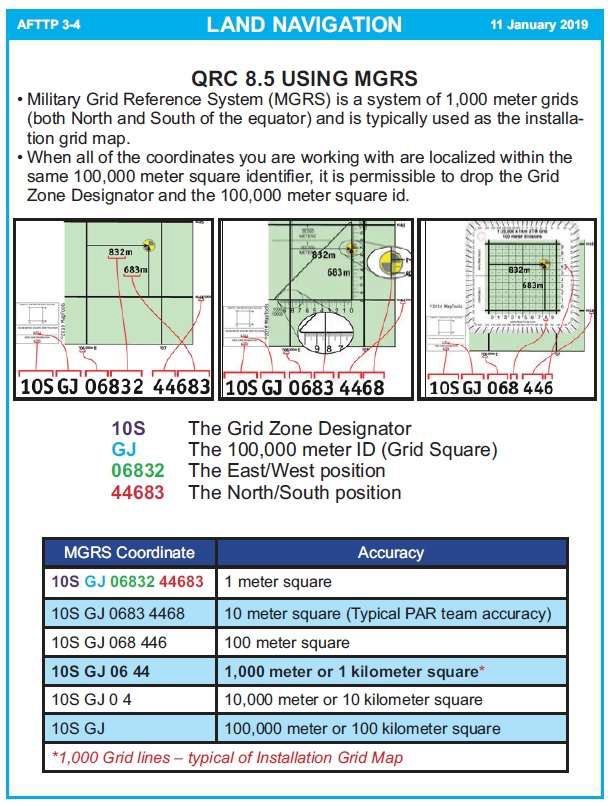 AFTTP 3-4
LAND NAVIGATION
11 January 2019
QRC 8.5 USING MGRS
• Military Grid Reference System (MGRS) is a system of 1,000 meter grids
(both North and South of the equator) and is typically used as the installa-
tion grid map.
• When all of the coordinates you are working with are localized within the
same 100,000 meter square identifier, it is permissible to drop the Grid
Zone Designator and the 100,000 meter square id.
832m
683m
10S GJ 06832 44683
832m
683m
9 8 7
10S GJ 0683 4468
100 meter
832m
683m
10S GJ 068 446
10S The Grid Zone Designator
GJ The 100,000 meter ID (Grid Square)
06832 The East/West position
44683 The North/South position
MGRS Coordinate Accuracy
10S GJ 06832 44683 1 meter square
10S GJ 0683 4468 10 meter square (Typical PAR team accuracy)
10S GJ 068 446 100 meter square
10S GJ 06 44 1,000 meter or 1 kilometer square*
10S GJ 0 4 10,000 meter or 10 kilometer square
10S GJ 100,000 meter or 100 kilometer square
*1,000 Grid lines – typical of Installation Grid Map